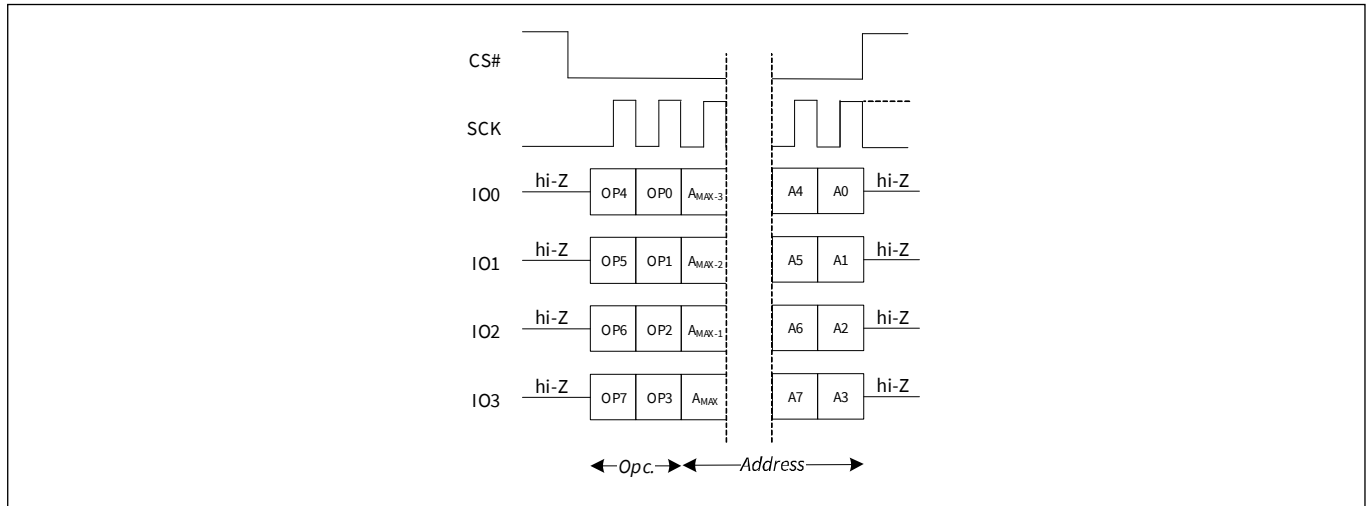 CS#
SCK
IO0 hi-Z OP4 OP0 AMAX-3 A4 A0 hi-Z
IO1 hi-Z OP5 OP1 AMAX-2 A5 A1 hi-Z
IO2 hi-Z OP6 OP2 AMAX-1 A6 A2 hi-Z
IO3 hi-Z OP7 OP3 AMAX A7 A3 hi-Z
Opc. Address